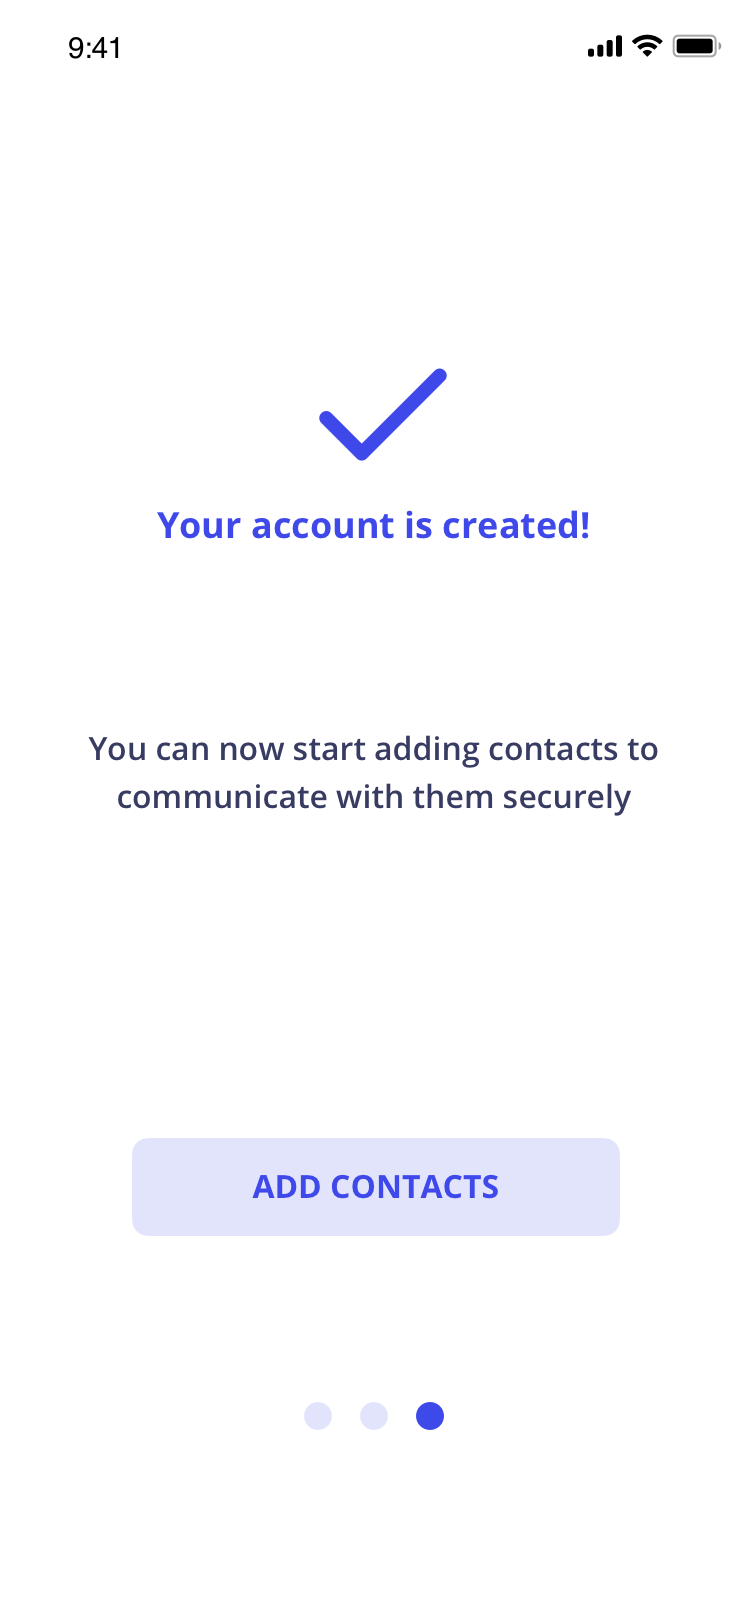 9:41
Your account is created!
You can now start adding contacts to
communicate with them securely
ADD CONTACTS